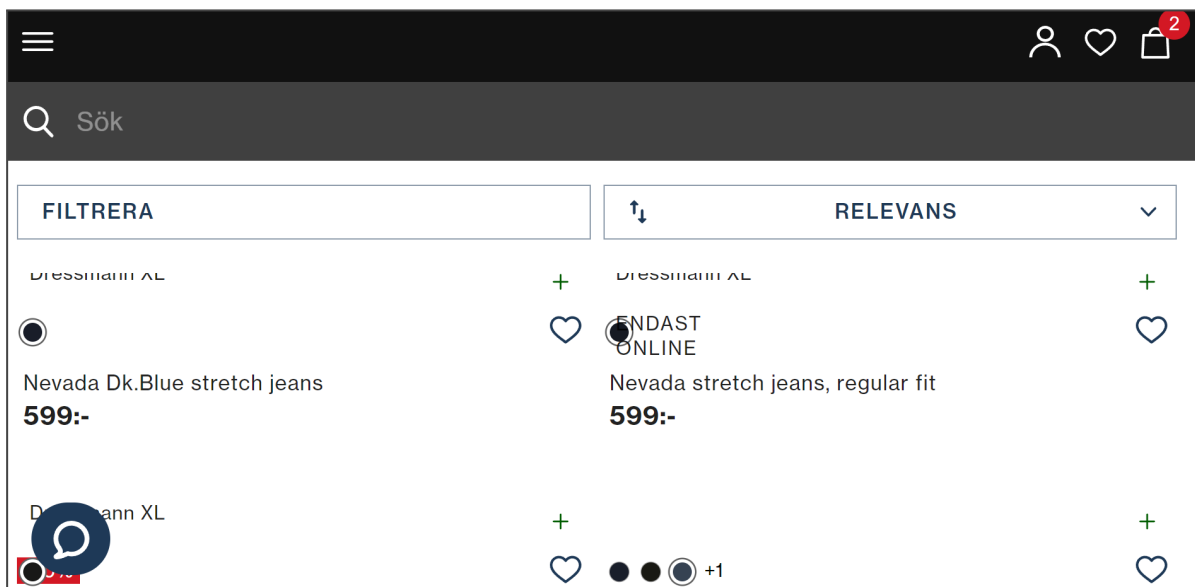 2
Sök
FILTRERA
RELEVANS
Dressmann XL
Dressmann XL
ENDAST
ONLINE
Nevada Dk.Blue stretch jeans
599:-
Nevada stretch jeans, regular fit
599:-
XL
+1